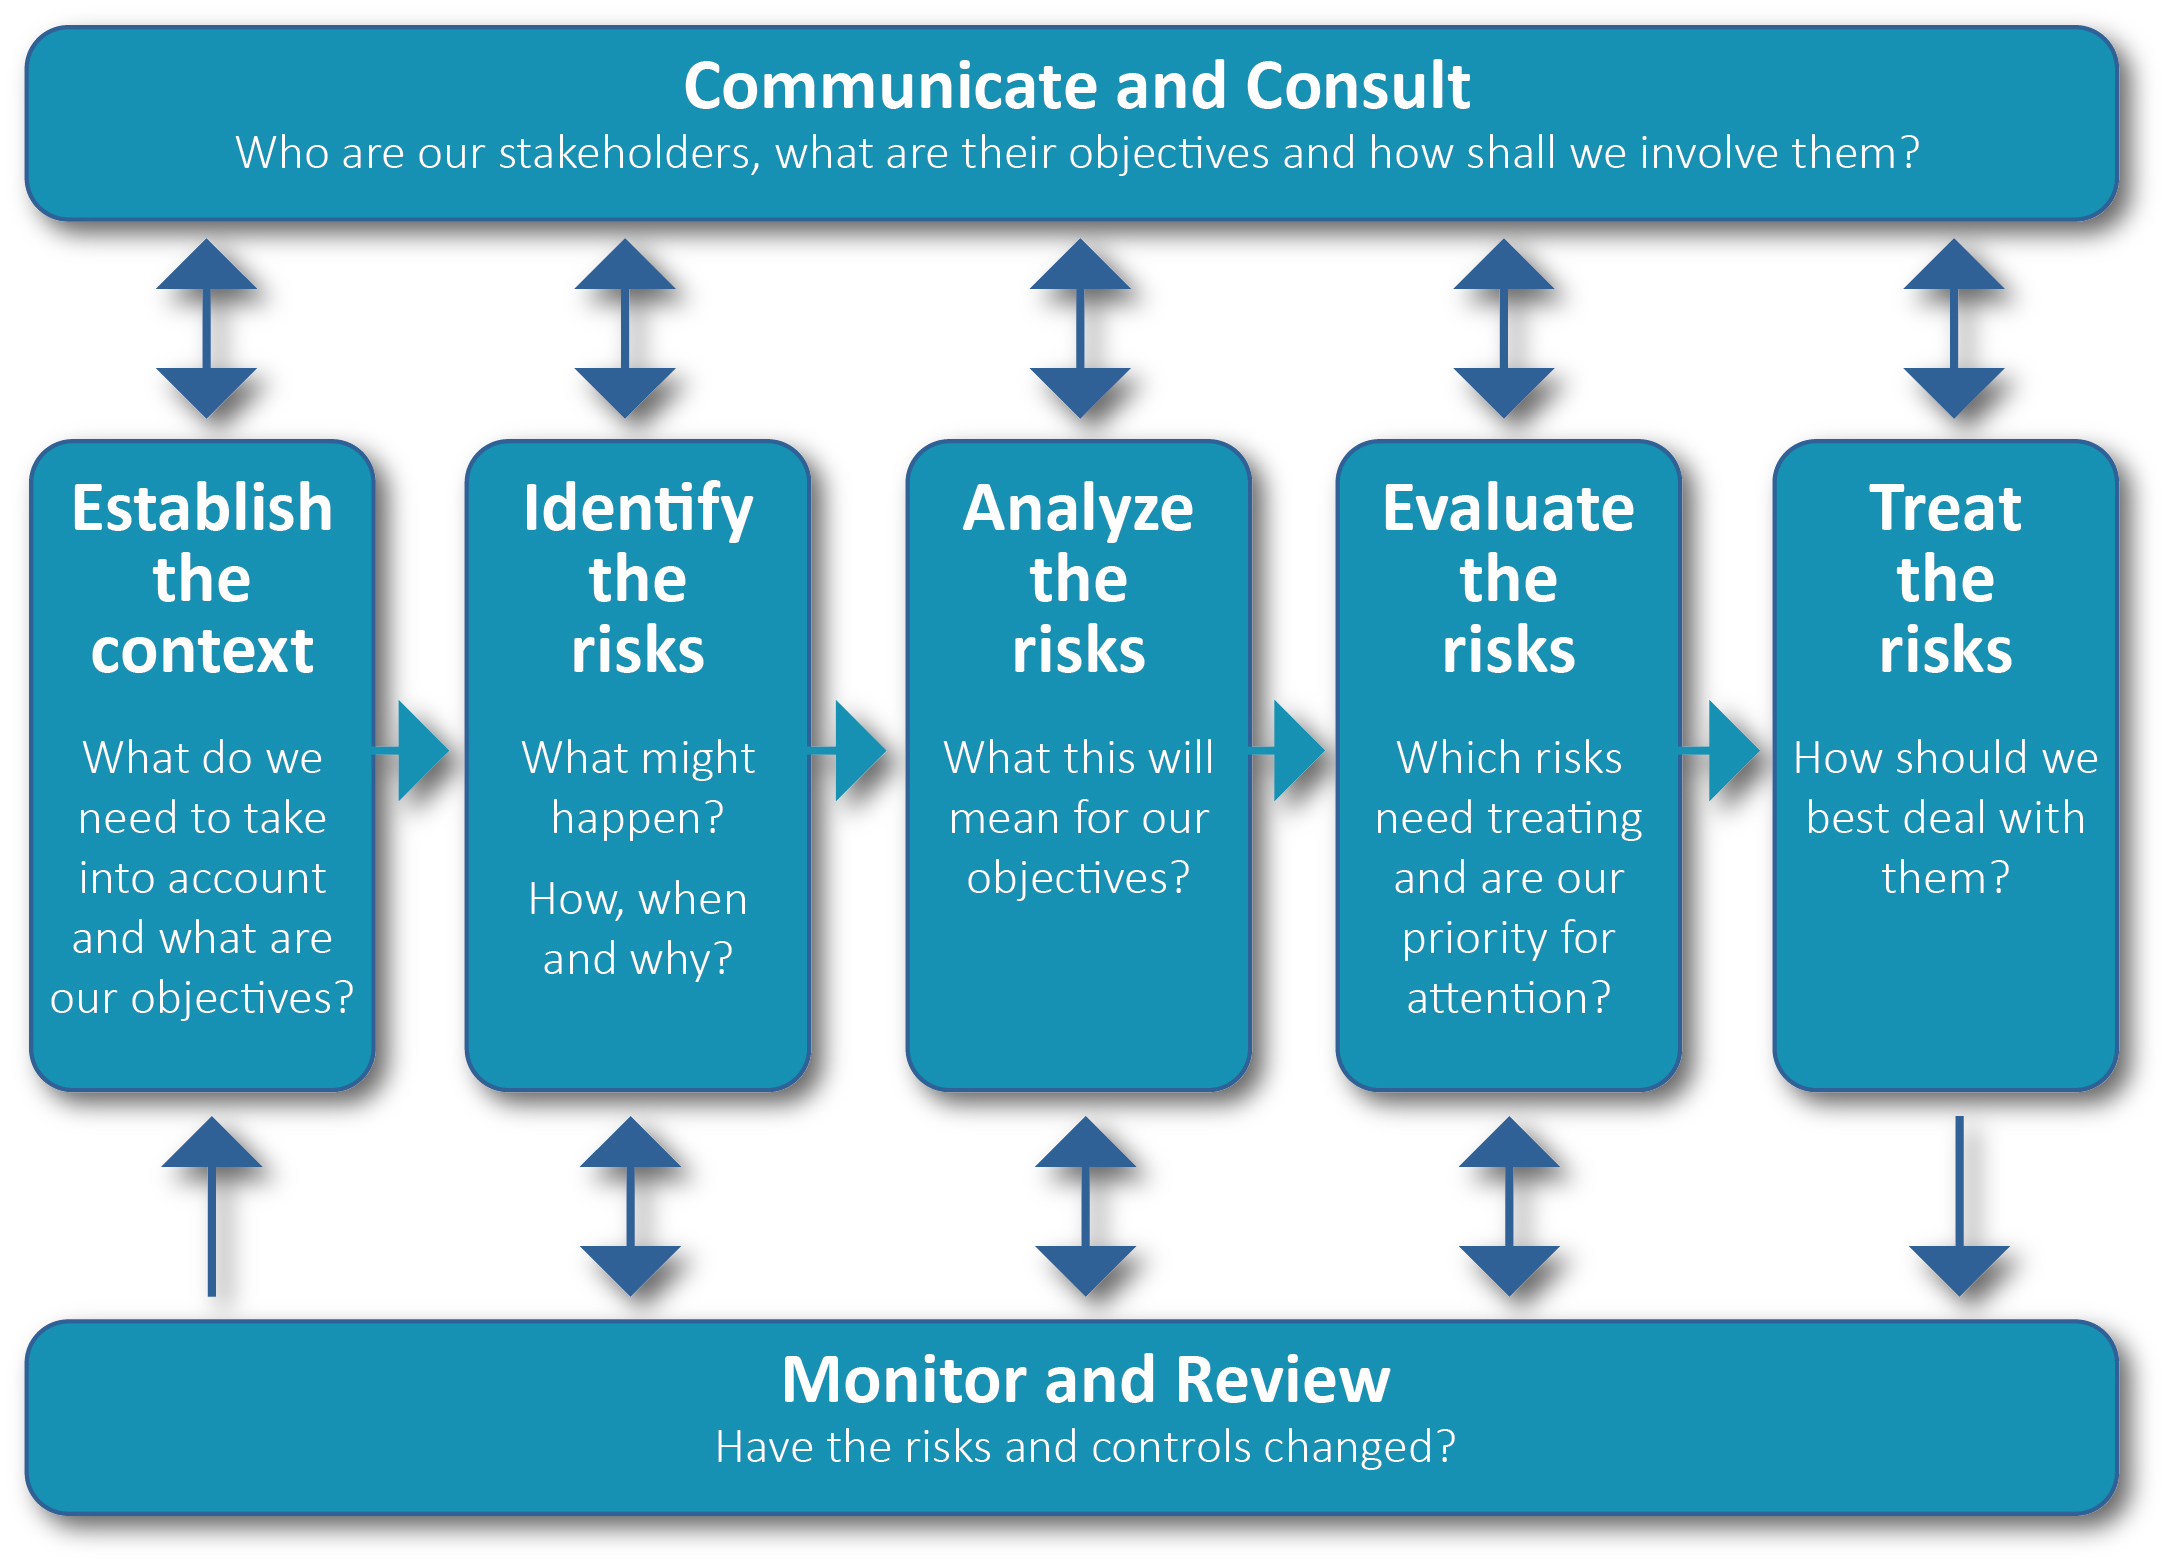 Communicate and Consult
Who are our stakeholders, what are their objectives and how shall we involve them?
Establish
the
context
What do we
need to take
into account
and what are
our objectives?
Identify
the
risks
What might
happen?
How, when
and why?
Analyze
the
risks
What this will
mean for our
objectives?
Evaluate
the
risks
Which risks
need treating
and are our
priority for
attention?
Treat
the
risks
How should we
best deal with
them?
Monitor and Review
Have the risks and controls changed?